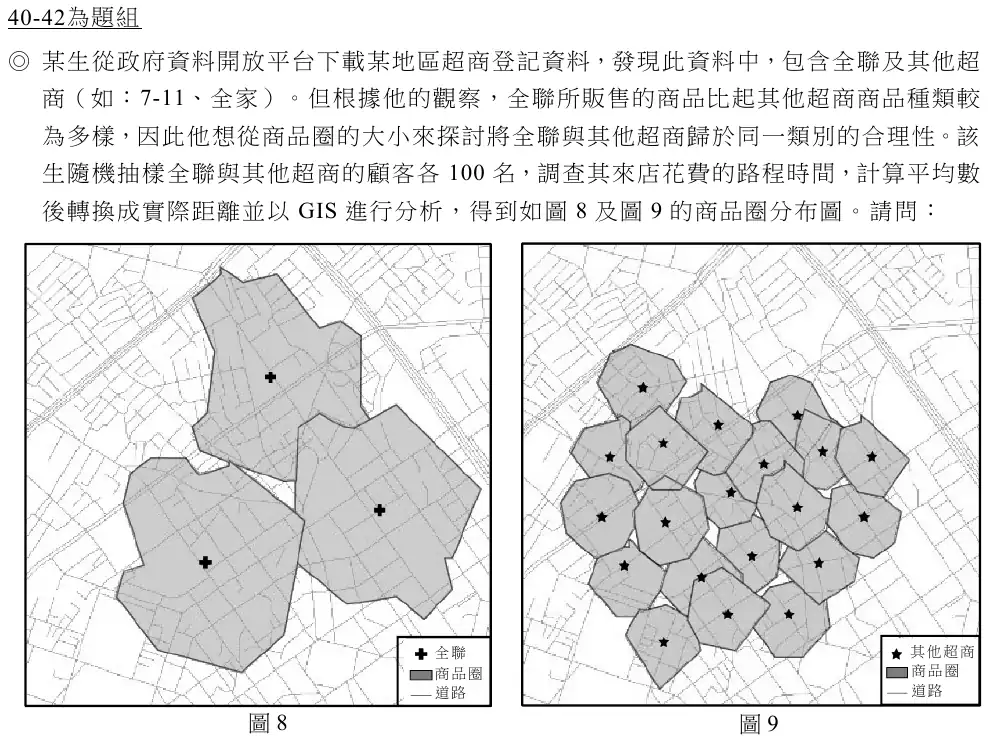 40-42為題組
◎ 某生從政府資料開放平台下載某地區超商登記資料，發現此資料中，包含全聯及其他超
商（如：7-11、全家）。但根據他的觀察，全聯所販售的商品比起其他超商商品種類較
為多樣，因此他想從商品圈的大小來探討將全聯與其他超商歸於同一類別的合理性。該
生隨機抽樣全聯與其他超商的顧客各 100 名，調查其來店花費的路程時間，計算平均數
後轉換成實際距離並以 GIS 進行分析，得到如圖 8 及圖 9 的商品圈分布圖。請問：
全聯
商品圈
道路
圖 8
其他超商
商品圈
道路
圖 9